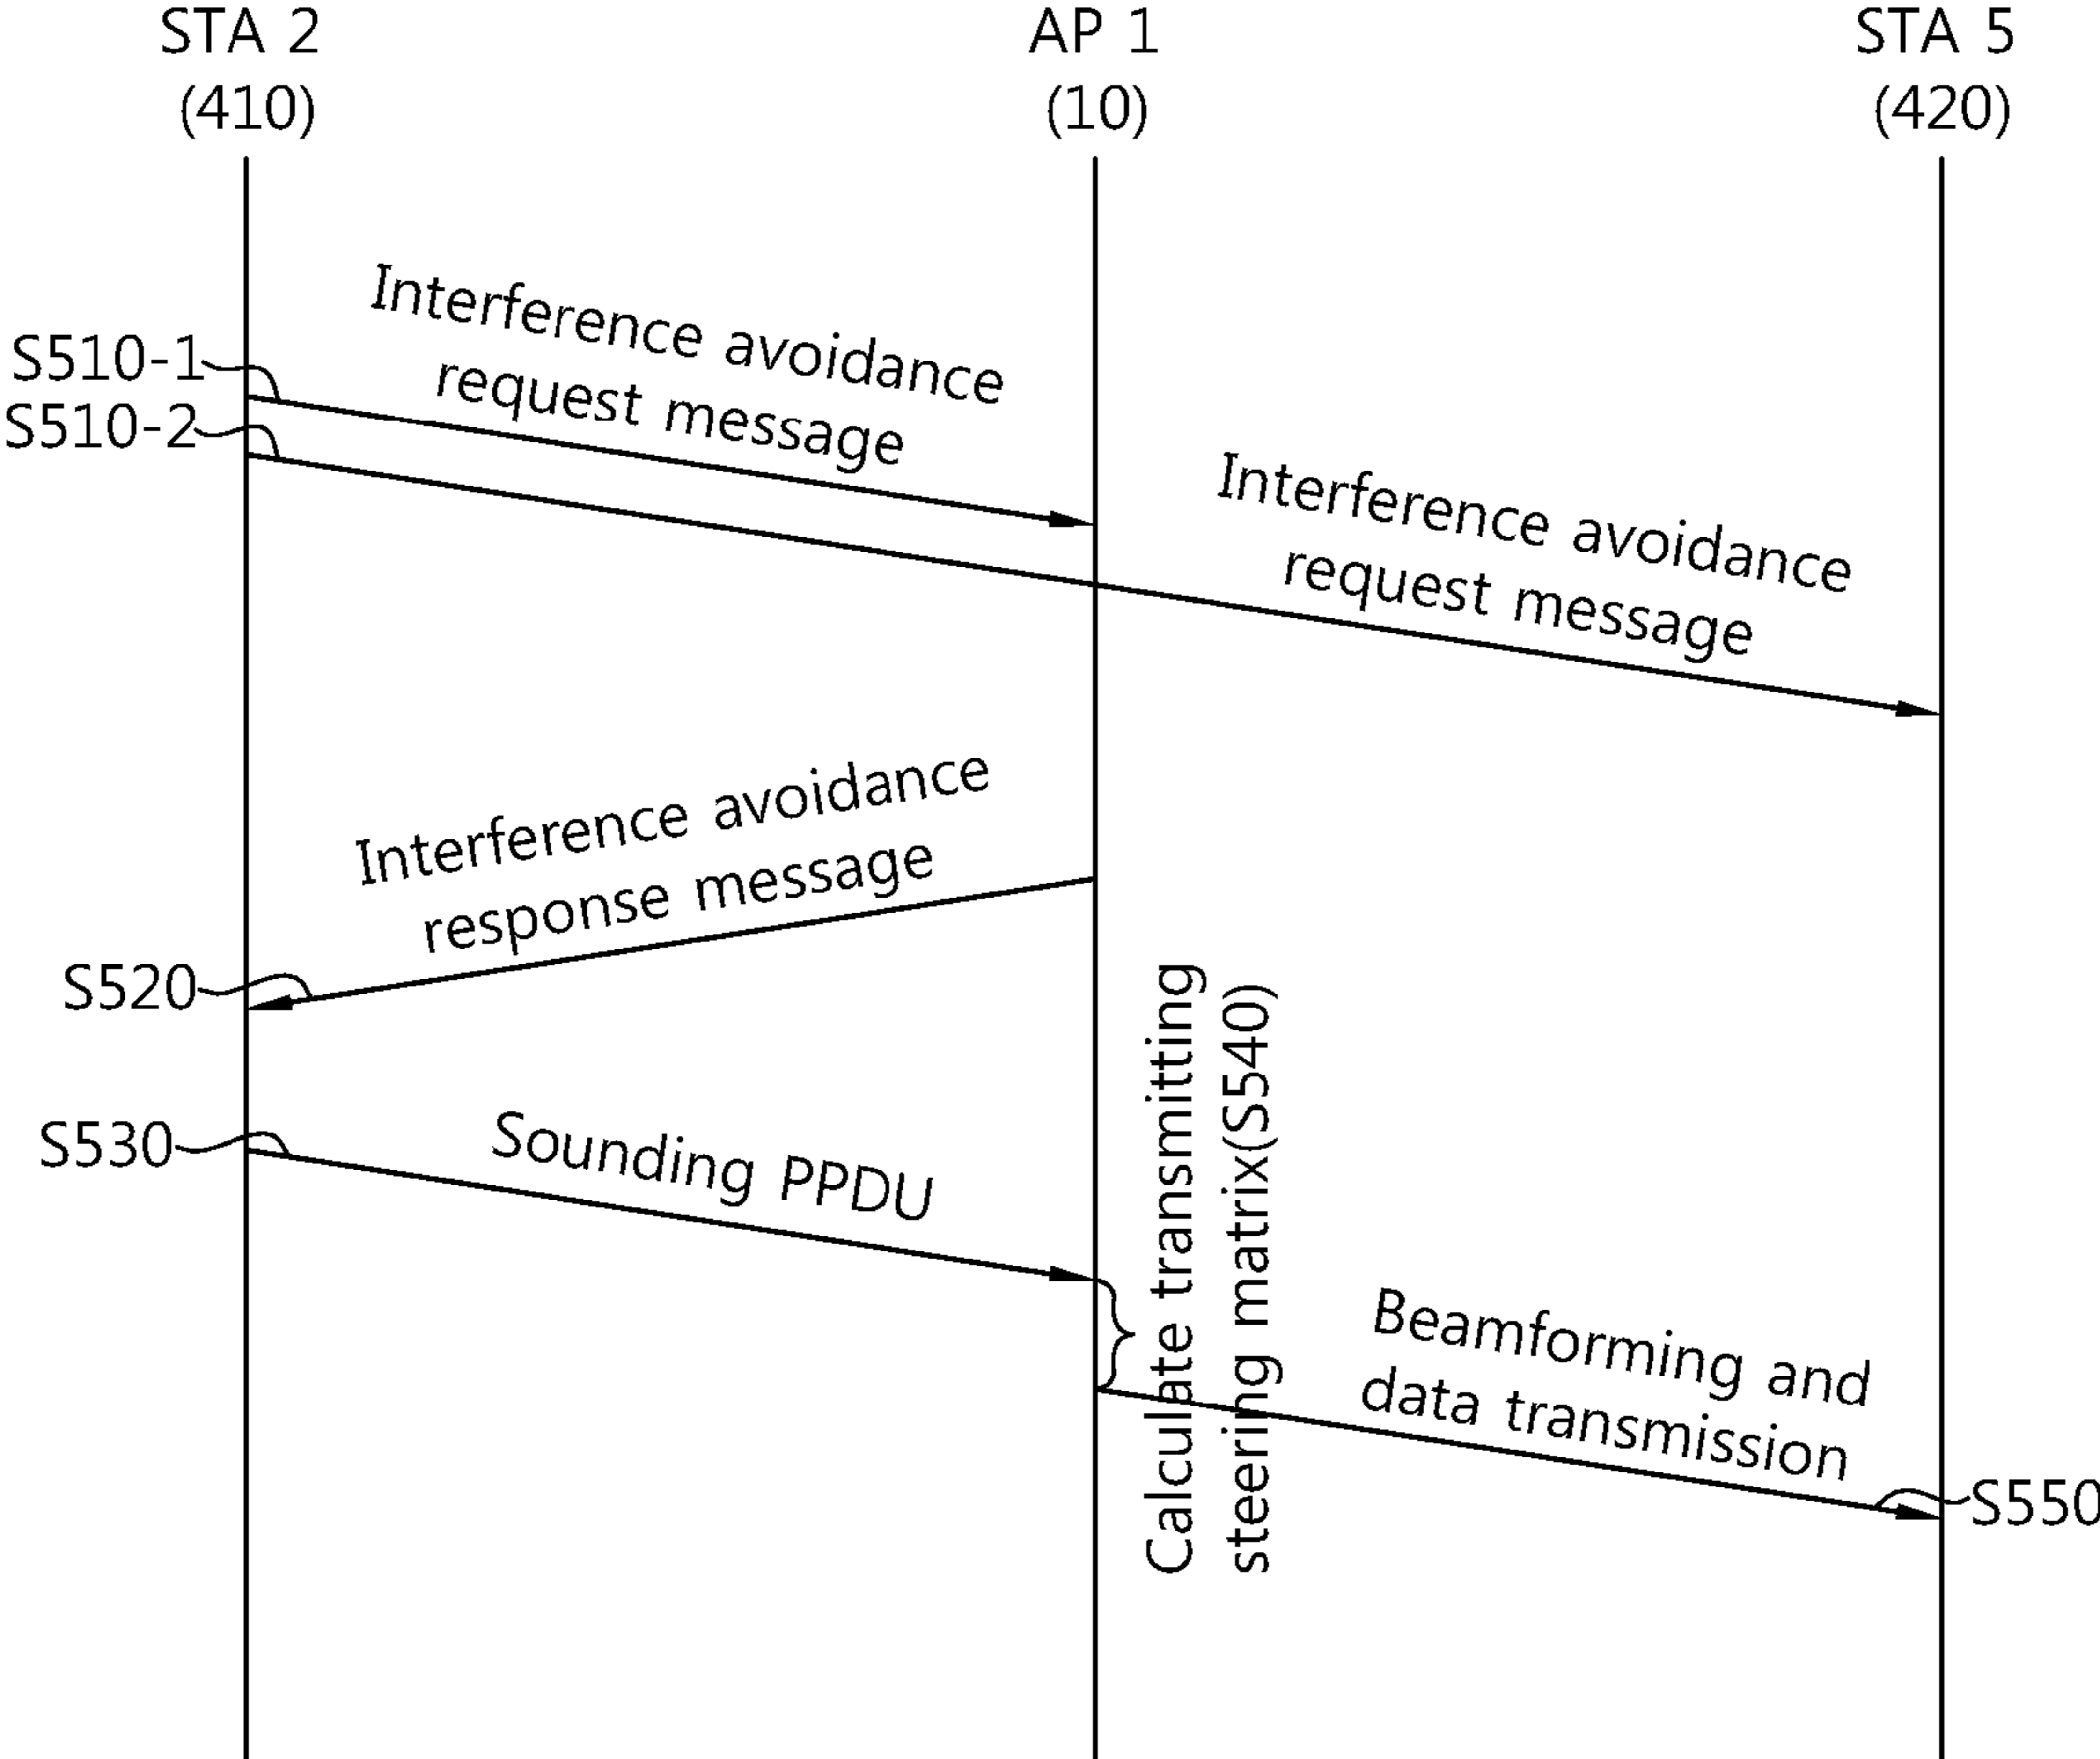 STA 2
(410)
AP 1
(10)
STA 5
(420)
Interference avoidance
request message
S510-1
S510-2
Interference avoidance
request message
Interference avoidance
response message
S520
Calculate transmitting
steering matrix(S540)
S530
Sounding PPDU
Beamforming and
data transmission
S550